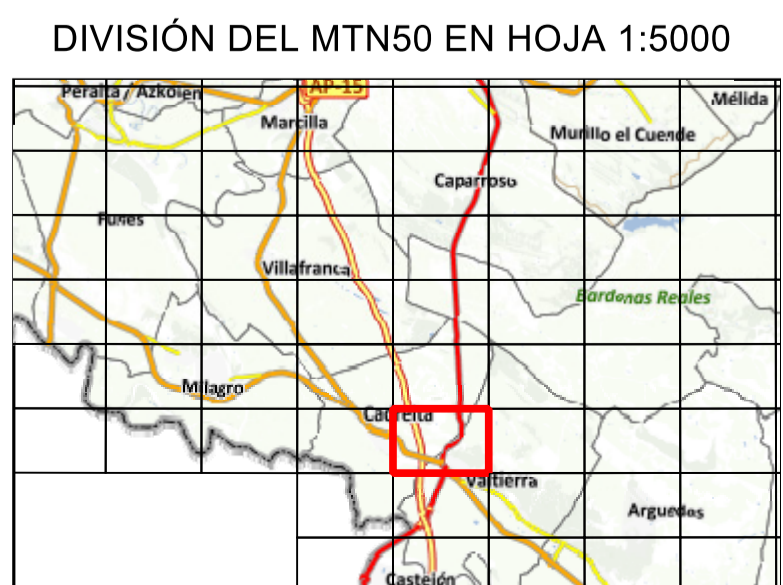 DIVISIÓN DEL MTN50 EN HOJA 1:5000
AP-15
Peralta / Azkoien
Mélida
Marcilla
Murillo el Cuende
Caparroso
Funes
Villafranca
Bardenas Reales
Milagro
Cadreita
Valtierra
Arguedas
Castejón